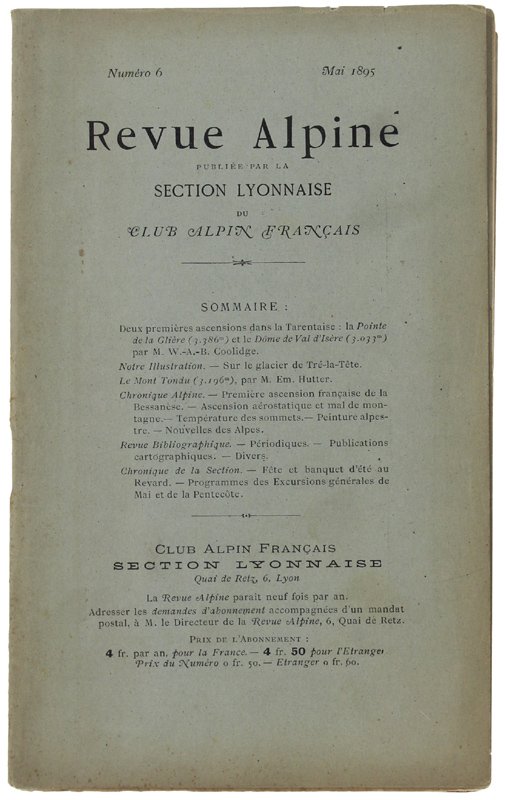 Numéro 6 Mai 1895
Revue Alpine
PUBLIÉE PAR LA
SECTION LYONNAISE
DU
CLUB ALPIN FRANÇAIS
SOMMAIRE :
Deux premières ascensions dans la Tarentaise : la Pointe
de la Glière (3.386m) et le Dôme de Val d'Isère (3.033m)
par M. W.-A.-B. Coolidge.
Notre Illustration. — Sur le glacier de Tré-la-Tête.
Le Mont Tondu (3.196m), par M. Em. Hutter.
Chronique Alpine. — Première ascension française de la
Bessanèse. — Ascension aérostatique et mal de mon-
tagne. — Température des sommets. — Peinture alpes-
tre. — Nouvelles des Alpes.
Revue Bibliographique. — Périodiques. — Publications
cartographiques. — Divers.
Chronique de la Section. — Fête et banquet d'été au
Revard. — Programmes des Excursions générales de
Mai et de la Pentecôte.
CLUB ALPIN FRANÇAIS
SECTION LYONNAISE
Quai de Retz, 6, Lyon
La Revue Alpine paraît neuf fois par an.
Adresser les demandes d'abonnement accompagnées d'un mandat
postal, à M. le Directeur de la Revue Alpine, 6, Quai de Retz.
PRIX DE L'ABONNEMENT :
4 fr. par an, pour la France. — 4 fr. 50 pour l'Etranger
Prix du Numéro 0 fr. 50. — Etranger 0 fr. 60.